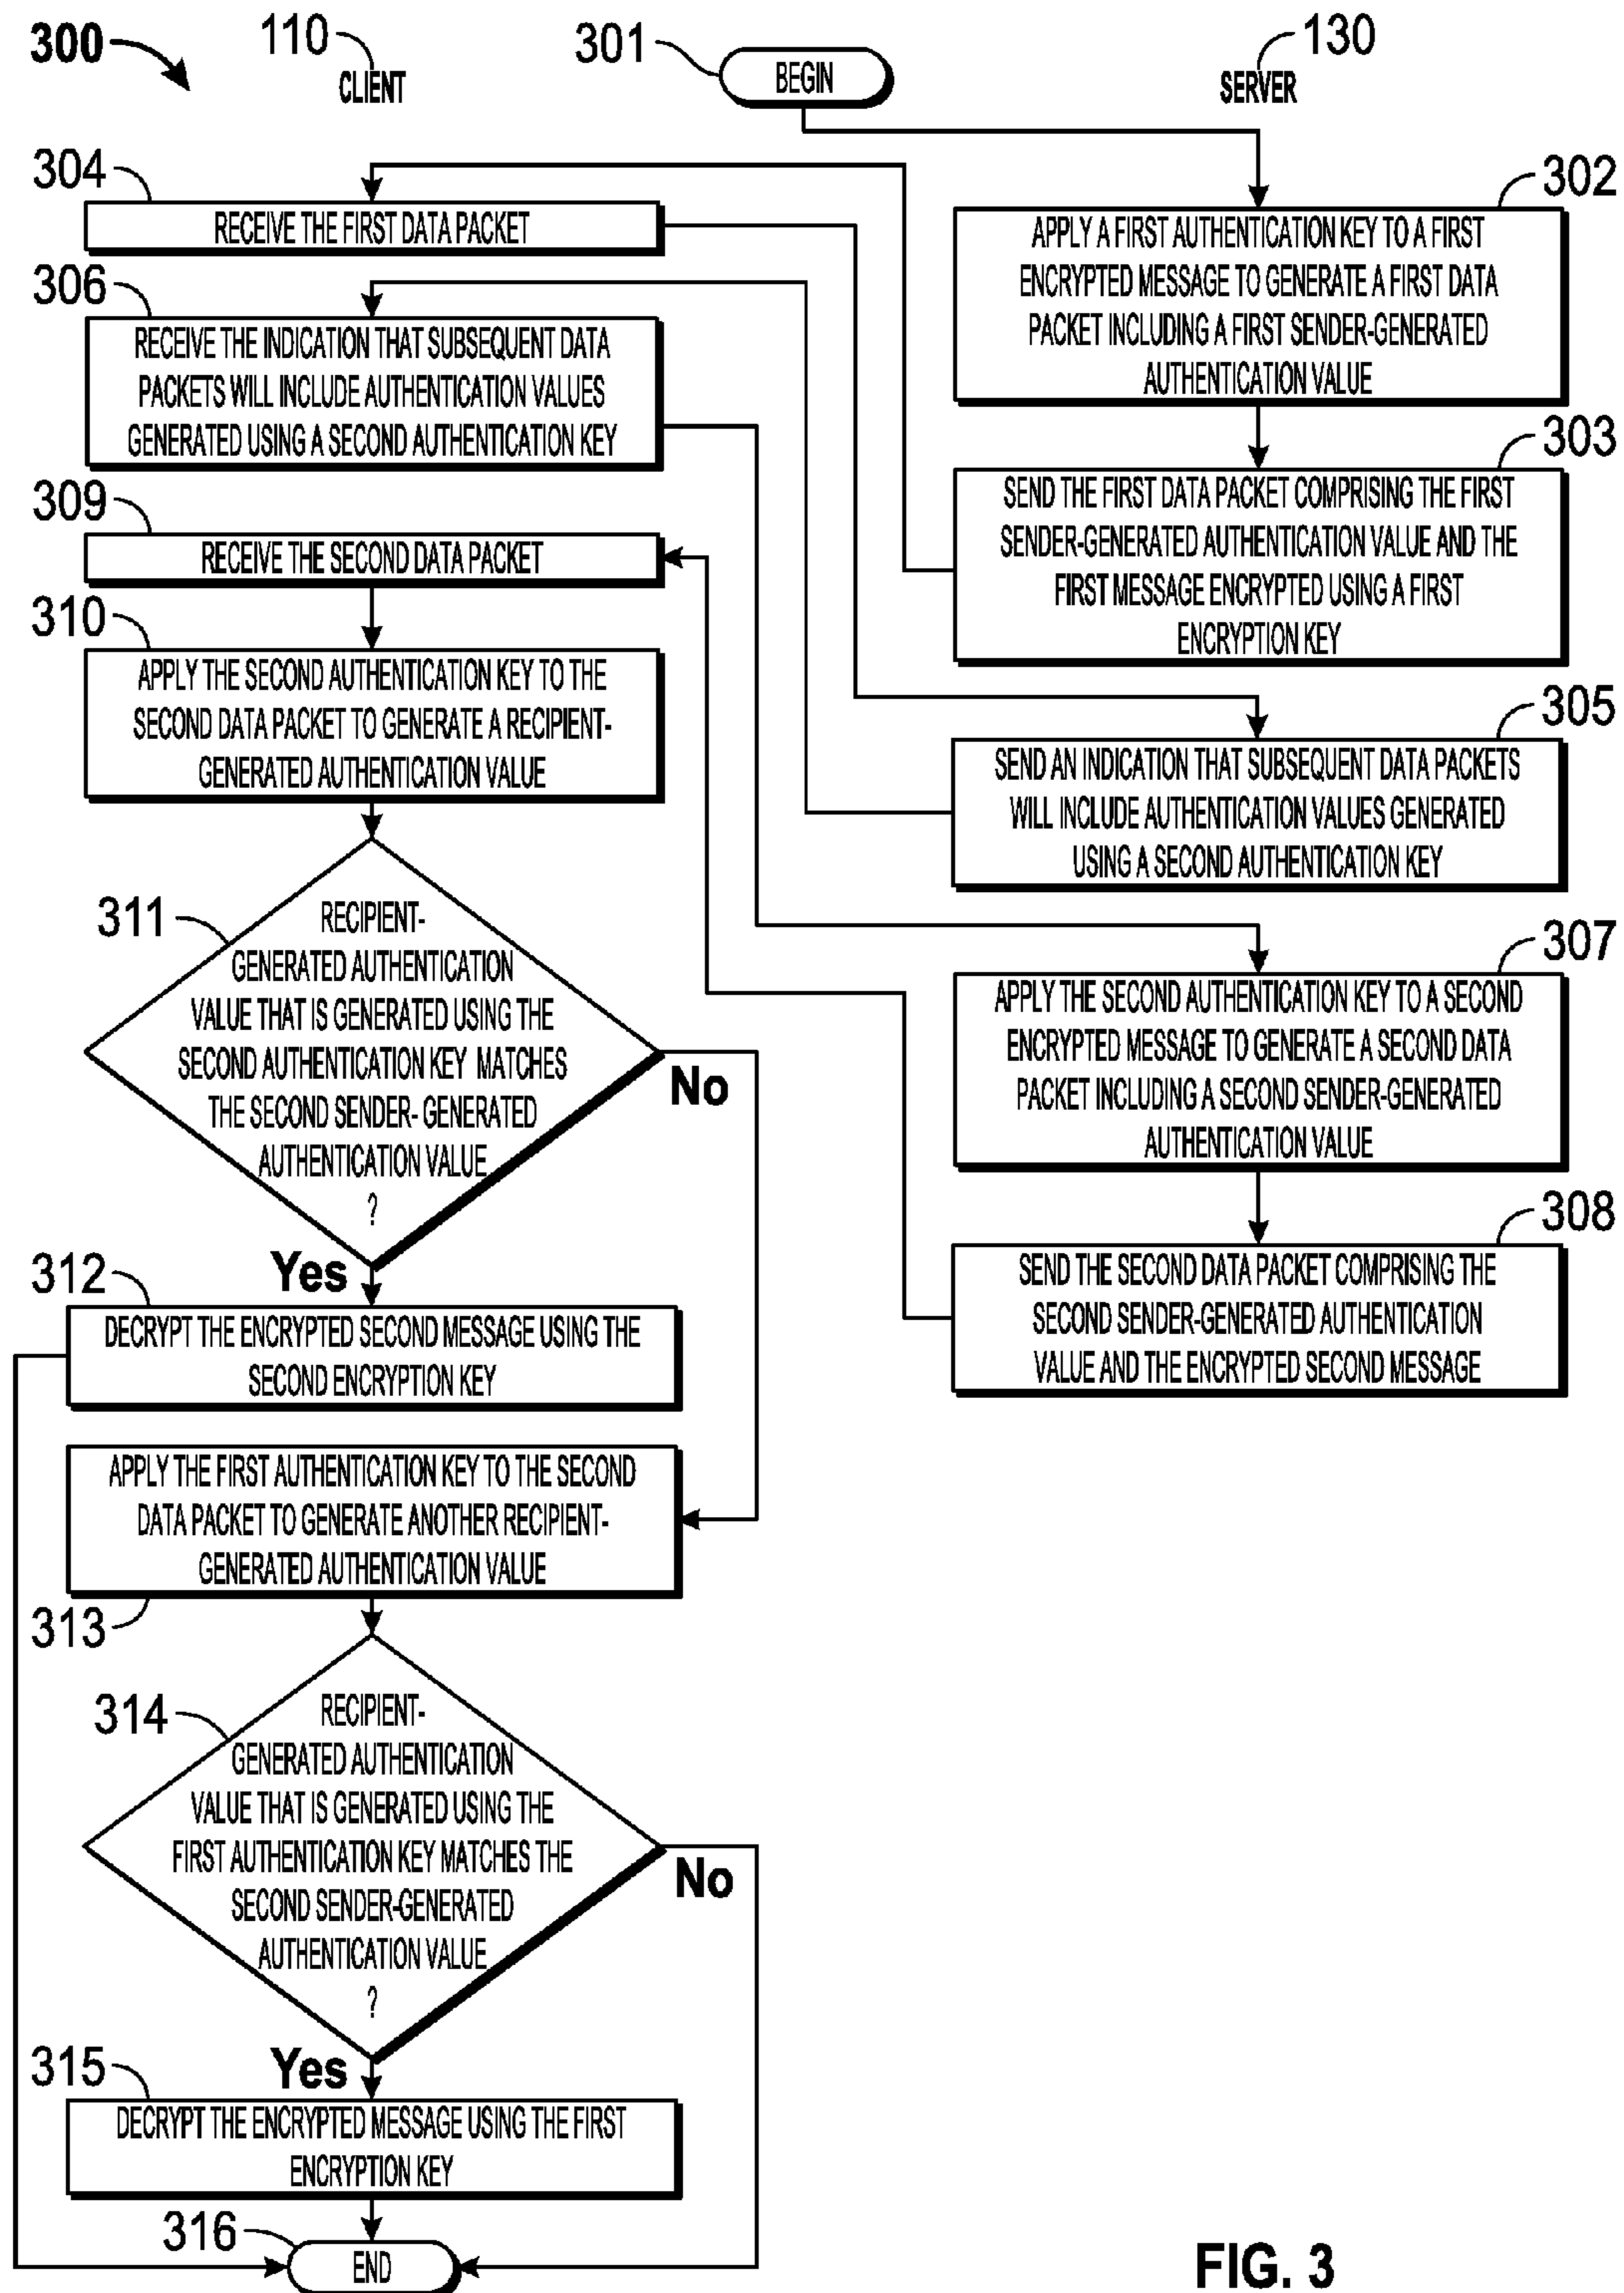 300
110
CLIENT
301
BEGIN
130
SERVER
304
RECEIVE THE FIRST DATA PACKET
302
APPLY A FIRST AUTHENTICATION KEY TO A FIRST
ENCRYPTED MESSAGE TO GENERATE A FIRST DATA
PACKET INCLUDING A FIRST SENDER-GENERATED
AUTHENTICATION VALUE
306
RECEIVE THE INDICATION THAT SUBSEQUENT DATA
PACKETS WILL INCLUDE AUTHENTICATION VALUES
GENERATED USING A SECOND AUTHENTICATION KEY
303
SEND THE FIRST DATA PACKET COMPRISING THE FIRST
SENDER-GENERATED AUTHENTICATION VALUE AND THE
FIRST MESSAGE ENCRYPTED USING A FIRST
ENCRYPTION KEY
309
RECEIVE THE SECOND DATA PACKET
310
APPLY THE SECOND AUTHENTICATION KEY TO THE
SECOND DATA PACKET TO GENERATE A RECIPIENT-
GENERATED AUTHENTICATION VALUE
305
SEND AN INDICATION THAT SUBSEQUENT DATA PACKETS
WILL INCLUDE AUTHENTICATION VALUES GENERATED
USING A SECOND AUTHENTICATION KEY
311
RECIPIENT-
GENERATED AUTHENTICATION
VALUE THAT IS GENERATED USING THE
SECOND AUTHENTICATION KEY MATCHES
THE SECOND SENDER- GENERATED
AUTHENTICATION VALUE
?
No
Yes
307
APPLY THE SECOND AUTHENTICATION KEY TO A SECOND
ENCRYPTED MESSAGE TO GENERATE A SECOND DATA
PACKET INCLUDING A SECOND SENDER-GENERATED
AUTHENTICATION VALUE
308
SEND THE SECOND DATA PACKET COMPRISING THE
SECOND SENDER-GENERATED AUTHENTICATION
VALUE AND THE ENCRYPTED SECOND MESSAGE
312
DECRYPT THE ENCRYPTED SECOND MESSAGE USING THE
SECOND ENCRYPTION KEY
APPLY THE FIRST AUTHENTICATION KEY TO THE SECOND
DATA PACKET TO GENERATE ANOTHER RECIPIENT-
GENERATED AUTHENTICATION VALUE
313
314
RECIPIENT-
GENERATED AUTHENTICATION
VALUE THAT IS GENERATED USING THE
FIRST AUTHENTICATION KEY MATCHES THE
SECOND SENDER-GENERATED
AUTHENTICATION VALUE
?
No
Yes
315
DECRYPT THE ENCRYPTED MESSAGE USING THE FIRST
ENCRYPTION KEY
316
END
FIG. 3